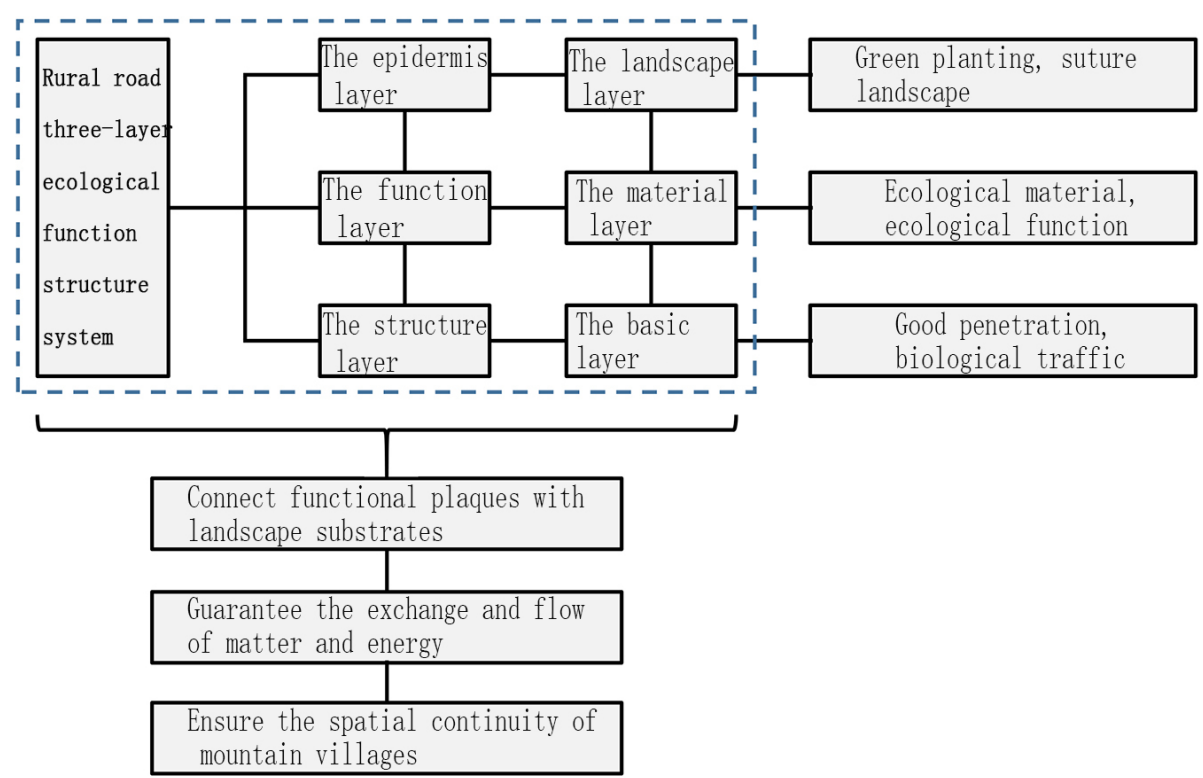 Rural road
three-layer
ecological
function
structure
system
The epidermis
layer
The landscape
layer
Green planting, suture
landscape
The function
layer
The material
layer
Ecological material,
ecological function
The structure
layer
The basic
layer
Good penetration,
biological traffic
Connect functional plaques with
landscape substrates
Guarantee the exchange and flow
of matter and energy
Ensure the spatial continuity of
mountain villages